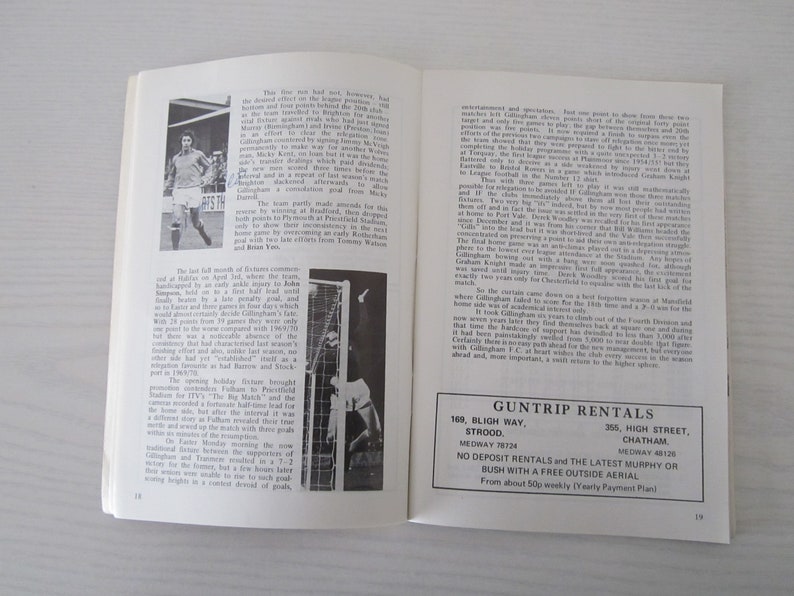 This fine run had not, however, had
the desired effect on the league position - still
bottom and four points behind the 20th club -
as the team travelled to Brighton for another
vital fixture against rivals who had just signed
Murray (Birmingham) and Irvine (Preston, loan)
in an effort to clear the relegation zone.
Gillingham countered by signing Jimmy McVeigh
permanently to make way for another Wolves
man, Micky Kent, on loan but it was the home
side's transfer dealings which paid dividends;
the new men scored three times before the
interval and in a repeat of last season's match
Brighton slackened afterwards to allow
Gillingham a consolation goal from Micky
Darrell.
The team partly made amends for this
reverse by winning at Bradford, then dropped
both points to Plymouth at Priestfield Stadium,
only to show their inconsistency in the next
home game by overcoming an early Rotherham
goal with two late efforts from Tommy Watson
and Brian Yeo.
The last full month of fixtures commen-
ced at Halifax on April 3rd, where the team,
handicapped by an early ankle injury to John
Simpson, held on to a first half lead until
finally beaten by a late penalty goal, and
so to Easter and three games in four days which
would almost certainly decide Gillingham's fate.
With 28 points from 39 games they were only
one point to the worse compared with 1969/70
but there was a noticeable absence of the
consistency that had characterised last season's
finishing effort and also, unlike last season, no
other side had yet "established" itself as a
relegation favourite as had Barrow and Stock-
port in 1969/70.
The opening holiday fixture brought
promotion contenders Fulham to Priestfield
Stadium for ITV's "The Big Match" and the
cameras recorded a fortunate half-time lead for
the home side, but after the interval it was
a different story as Fulham revealed their true
mettle and sewed up the match with three goals
within six minutes of the resumption.
On Easter Monday morning the now
traditional fixture between the supporters of
Gillingham and Tranmere resulted in a 7-2
victory for the former, but a few hours later
their seniors were unable to rise to such goal-
scoring heights in a contest devoid of goals,
18
entertainment and spectators. Just one point to show from these two
matches left Gillingham eleven points short of the original forty point
target and only five games to play; the gap between themselves and 20th
position was five points. It now required a finish to surpass even the
efforts of the previous two campaigns to stave off relegation once more; yet
the team showed that they were prepared to fight to the bitter end by
completing the holiday programme with a quite unexpected 1-2 victory
at Torquay, the first league success at Plainmoor since 1954/55! but they
flattered only to deceive as a side weakened by injury went down at
Eastville to Bristol Rovers in a game which introduced Graham Knight
to League football in the Number 12 shirt.
Thus with three games left to play it was still mathematically
possible for relegation to be avoided IF Gillingham won those three matches
and IF the clubs immediately above them all lost their outstanding
fixtures. Two very big "ifs" indeed, but by now most people had written
them off and in fact the issue was settled in the very first of these matches
at home to Port Vale. Derek Woodley was recalled for his first appearance
since December and it was from his corner that Bill Williams headed the
"Gills" into the lead but it was short-lived and the Vale then successfully
concentrated on preserving a point to aid their own anti-relegation struggle.
The final home game was an anti-climax played out in a depressing atmos-
phere to the lowest ever league attendance at the Stadium. Any hopes of
Gillingham bowing out with a bang were soon quashed for, although
Graham Knight made an impressive first full appearance, the excitement
was saved until injury time. Derek Woodley scored his first goal for
exactly two years only for Chesterfield to equalise with the last kick of the
match.
So the curtain came down on a best forgotten season at Mansfield
where Gillingham failed to score for the 18th time and a 2-0 win for the
home side was of academic interest only.
It took Gillingham six years to climb out of the Fourth Division and
now seven years later they find themselves back at square one and during
that time the hardcore of support has dwindled to less than 3,000 after
it had been painstakingly swelled from 5,000 to near double that figure.
Certainly there is no easy path ahead for the new management, but everyone
with Gillingham F.C. at heart wishes the club every success in the season
ahead and, more important, a swift return to the higher sphere.
GUNTRIP RENTALS
169, BLIGH WAY,
STROOD.
MEDWAY 78724
355, HIGH STREET,
CHATHAM.
MEDWAY 48126
NO DEPOSIT RENTALS and THE LATEST MURPHY OR
BUSH WITH A FREE OUTSIDE AERIAL
From about 50p weekly (Yearly Payment Plan)
19